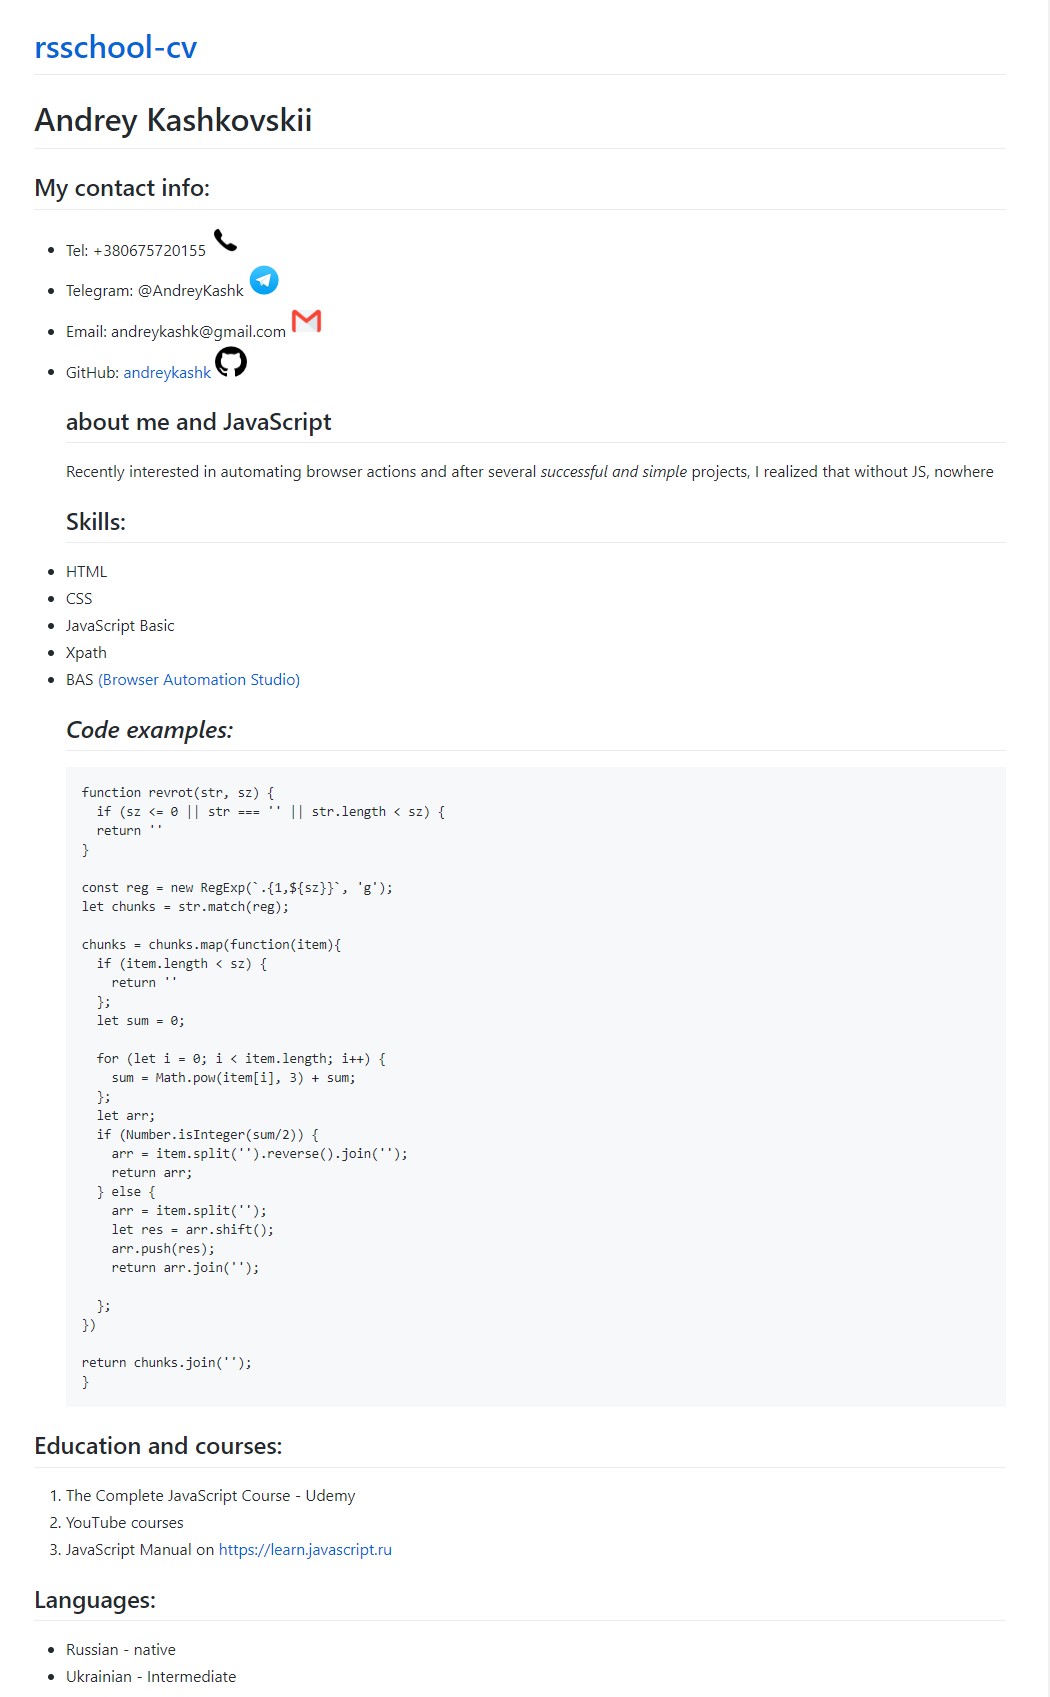 rsschool-cv
Andrey Kashkovskii
My contact info:
Tel: +380675720155
Telegram: @AndreyKashk
Email: andreykashk@gmail.com
GitHub: andreykashk
about me and JavaScript
Recently interested in automating browser actions and after several successful and simple projects, I realized that without JS, nowhere
Skills:
HTML
CSS
JavaScript Basic
Xpath
BAS (Browser Automation Studio)
Code examples:
function revrot(str, sz) {
  if (sz <= 0 || str === '' || str.length < sz) {
  return ''
}
const reg = new RegExp(`.{1,${sz}}`, 'g');
let chunks = str.match(reg);
chunks = chunks.map(function(item){
  if (item.length < sz) {
    return ''
  };
  let sum = 0;
  for (let i = 0; i < item.length; i++) {
    sum = Math.pow(item[i], 3) + sum;
  };
  let arr;
  if (Number.isInteger(sum/2)) {
    arr = item.split('').reverse().join('');
    return arr;
  } else {
    arr = item.split('');
    let res = arr.shift();
    arr.push(res);
    return arr.join('');
  };
})
return chunks.join('');
}
Education and courses:
1. The Complete JavaScript Course - Udemy
2. YouTube courses
3. JavaScript Manual on https://learn.javascript.ru
Languages:
Russian - native
Ukrainian - Intermediate